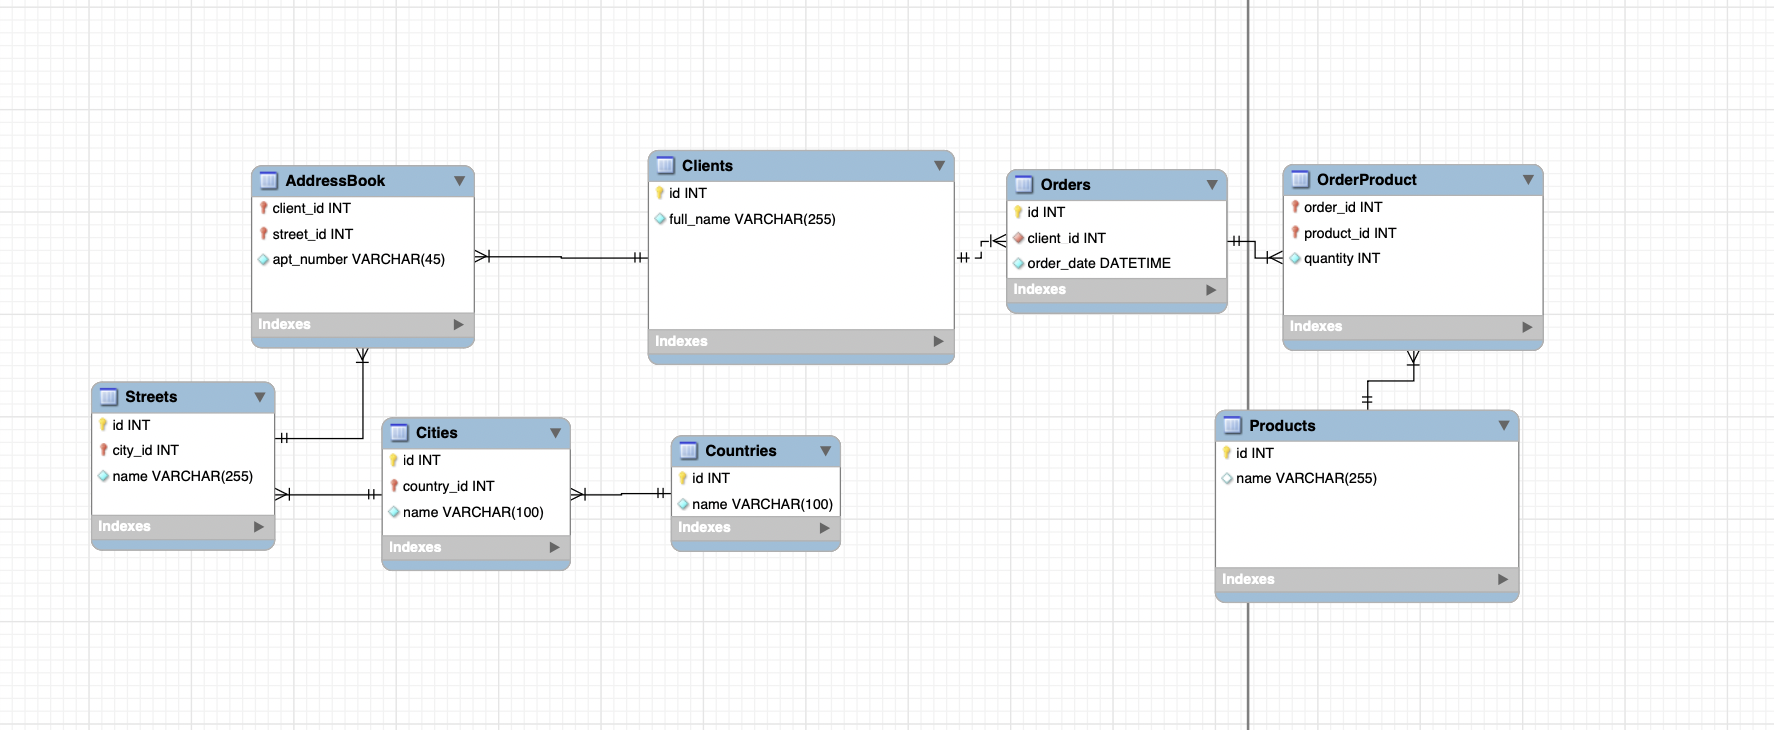 AddressBook
client_id INT
street_id INT
apt_number VARCHAR(45)
Indexes
Clients
id INT
full_name VARCHAR(255)
Indexes
Orders
id INT
client_id INT
order_date DATETIME
Indexes
OrderProduct
order_id INT
product_id INT
quantity INT
Indexes
Streets
id INT
city_id INT
name VARCHAR(255)
Indexes
Cities
id INT
country_id INT
name VARCHAR(100)
Indexes
Countries
id INT
name VARCHAR(100)
Indexes
Products
id INT
name VARCHAR(255)
Indexes